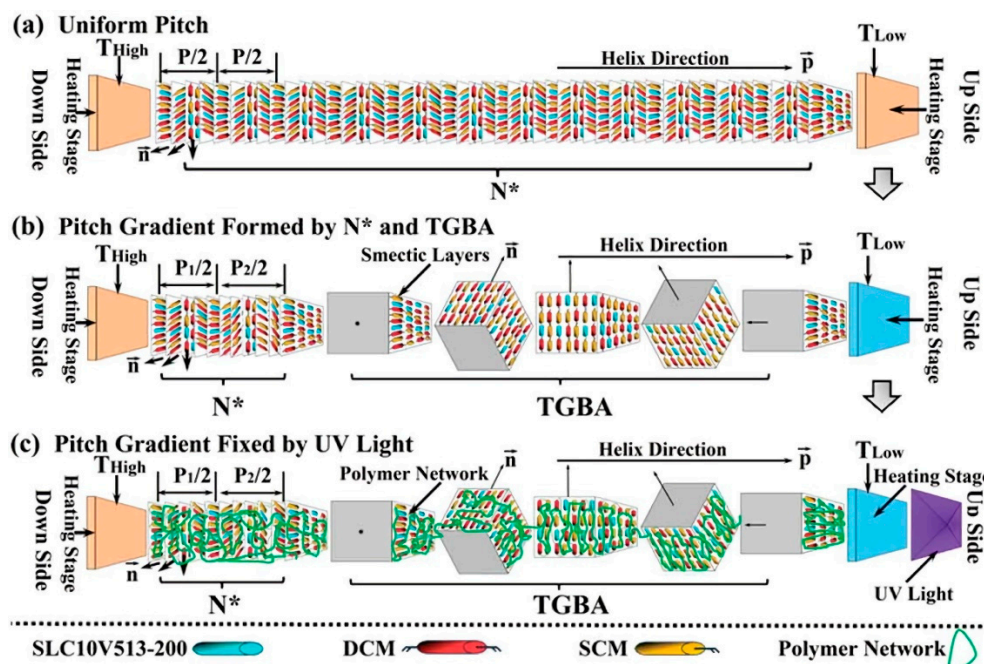 (a) Uniform Pitch
T_High
P/2
P/2
Helix Direction
p⃗
T_Low
Down Side
Heating Stage
Heating Stage
Up Side
n⃗
N*
(b) Pitch Gradient Formed by N* and TGBA
T_High
P₁/2
P₂/2
Smectic Layers
n⃗
Helix Direction
p⃗
T_Low
Down Side
Heating Stage
Heating Stage
Up Side
n⃗
N*
TGBA
(c) Pitch Gradient Fixed by UV Light
T_High
P₁/2
P₂/2
Polymer Network
n⃗
Helix Direction
p⃗
T_Low
Heating Stage
Down Side
Heating Stage
Up Side
n⃗
N*
TGBA
UV Light
SLC10V513-200
DCM
SCM
Polymer Network